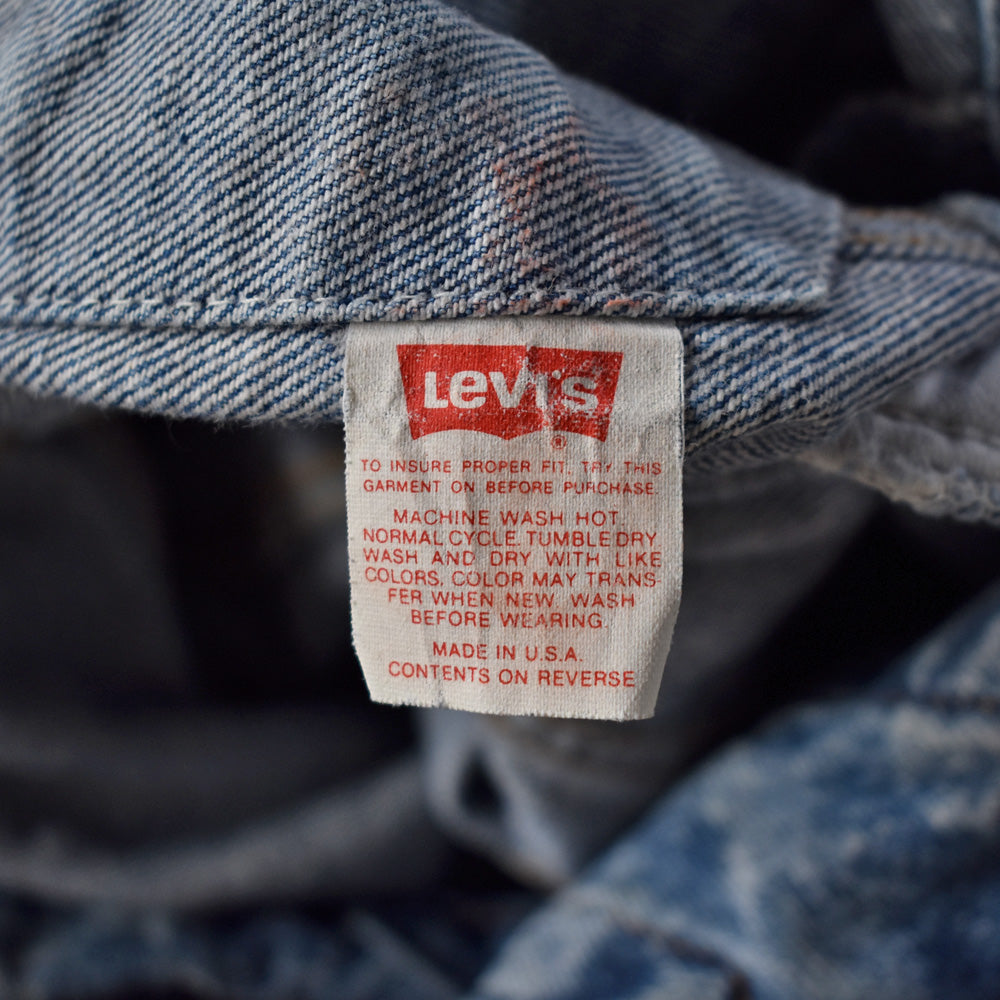 LEVI'S
®
TO INSURE PROPER FIT, TRY THIS
GARMENT ON BEFORE PURCHASE.
MACHINE WASH HOT,
NORMAL CYCLE. TUMBLE DRY
WASH AND DRY WITH LIKE
COLORS. COLOR MAY TRANS-
FER WHEN NEW. WASH
BEFORE WEARING.
MADE IN U.S.A.
CONTENTS ON REVERSE